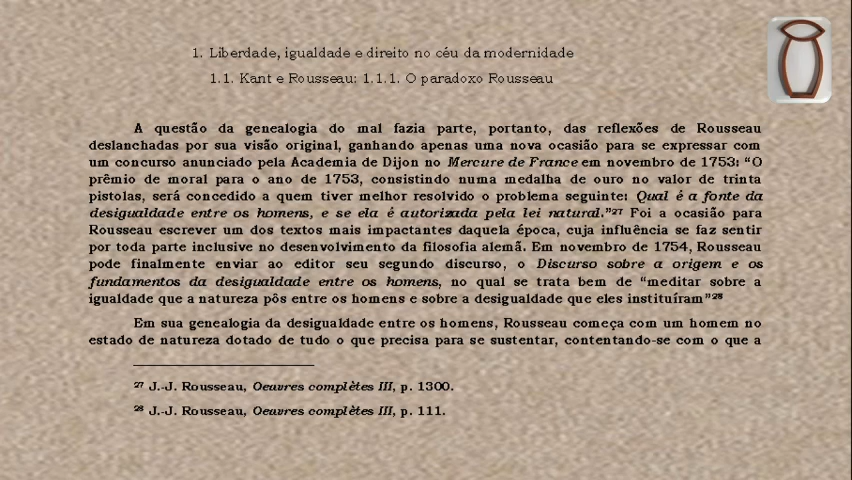 1. Liberdade, igualdade e direito no céu da modernidade
1.1. Kant e Rousseau: 1.1.1. O paradoxo Rousseau
A questão da genealogia do mal fazia parte, portanto, das reflexões de Rousseau
deslanchadas por sua visão original, ganhando apenas uma nova ocasião para se expressar com
um concurso anunciado pela Academia de Dijon no Mercure de France em novembro de 1753: “O
prêmio de moral para o ano de 1753, consistindo numa medalha de ouro no valor de trinta
pistolas, será concedido a quem tiver melhor resolvido o problema seguinte: Qual é a fonte da
desigualdade entre os homens, e se ela é autorizada pela lei natural.”²⁷ Foi a ocasião para
Rousseau escrever um dos textos mais impactantes daquela época, cuja influência se faz sentir
por toda parte inclusive no desenvolvimento da filosofia alemã. Em novembro de 1754, Rousseau
pode finalmente enviar ao editor seu segundo discurso, o Discurso sobre a origem e os
fundamentos da desigualdade entre os homens, no qual se trata bem de “meditar sobre a
igualdade que a natureza pôs entre os homens e sobre a desigualdade que eles instituíram”²⁸
Em sua genealogia da desigualdade entre os homens, Rousseau começa com um homem no
estado de natureza dotado de tudo o que precisa para se sustentar, contentando-se com o que a
²⁷ J.-J. Rousseau, Oeuvres complètes III, p. 1300.
²⁸ J.-J. Rousseau, Oeuvres complètes III, p. 111.